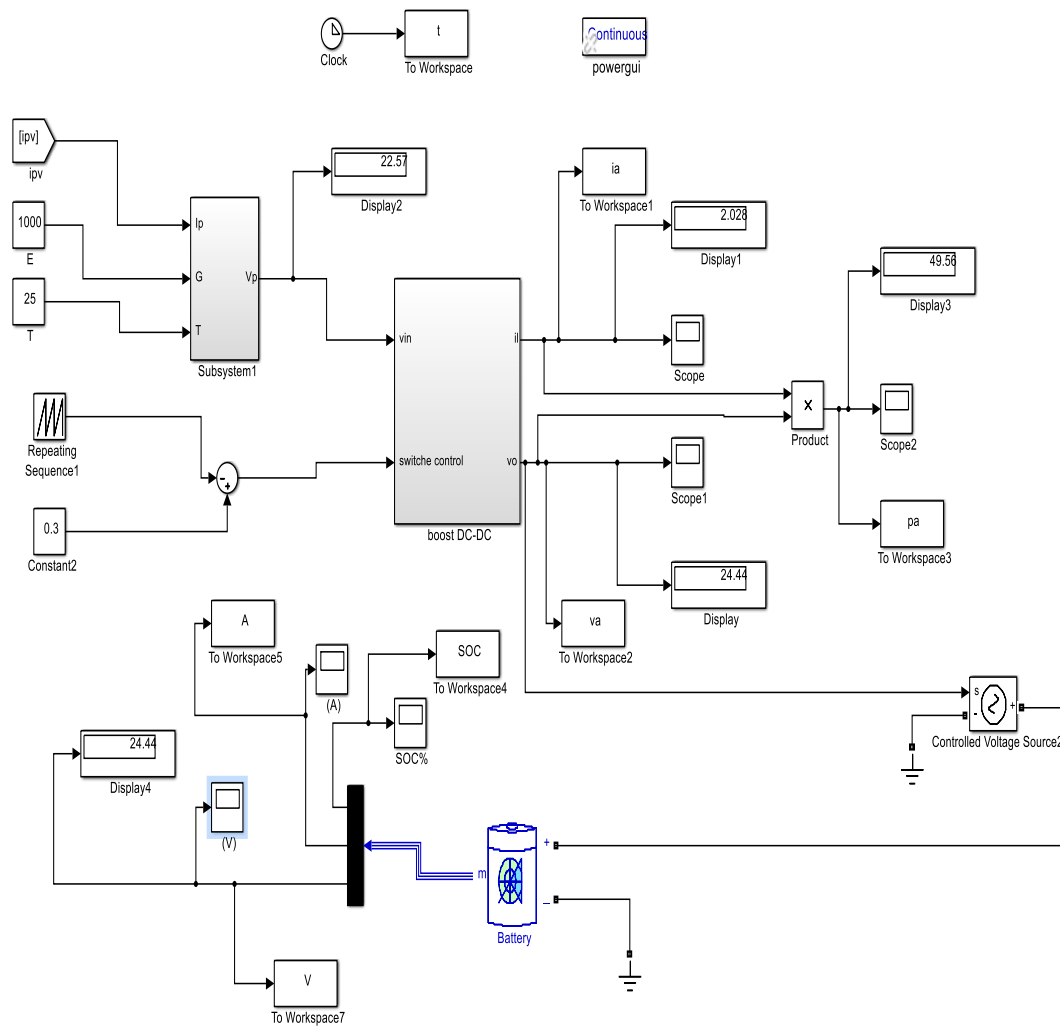 t
Clock
To Workspace
Continuous
powergui
[ipv]
ipv
1000
E
25
T
Ip
G
T
Vp
Subsystem1
22.57
Display2
ia
To Workspace1
2.028
Display1
49.56
Display3
vin
il
switche control
vo
boost DC-DC
Scope
X
Product
Scope2
Repeating
Sequence1
-
+
0.3
Constant2
Scope1
pa
To Workspace3
24.44
Display
va
To Workspace2
A
To Workspace5
(A)
SOC
To Workspace4
SOC%
24.44
Display4
(V)
s
-
+
Controlled Voltage Source2
m
+
_
Battery
V
To Workspace7